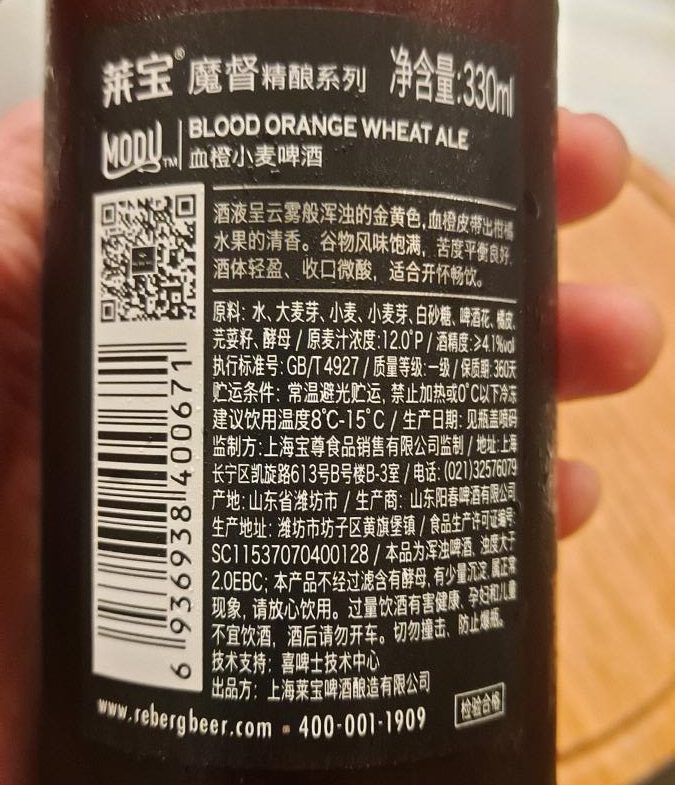 莱宝® 魔督精酿系列 净含量:330ml
MODU™ BLOOD ORANGE WHEAT ALE
血橙小麦啤酒
酒液呈云雾般浑浊的金黄色,血橙皮带出柑橘
水果的清香。谷物风味饱满,苦度平衡良好,
酒体轻盈、收口微酸,适合开怀畅饮。
原料:水、大麦芽、小麦、小麦芽、白砂糖、啤酒花、橘皮、
芫荽籽、酵母 / 原麦汁浓度:12.0°P / 酒精度:≥4.1%vol
执行标准号:GB/T 4927 / 质量等级:一级 / 保质期:360天
贮运条件:常温避光贮运,禁止加热或0°C以下冷冻
建议饮用温度8°C-15°C / 生产日期:见瓶盖喷码
监制方:上海宝尊食品销售有限公司监制 / 地址:上海
长宁区凯旋路613号B号楼B-3室 / 电话:(021)32576079
产地:山东省潍坊市 / 生产商:山东阳春啤酒有限公司
生产地址:潍坊市坊子区黄旗堡镇 / 食品生产许可证编号:
SC11537070400128 / 本品为浑浊啤酒,浊度大于
2.0EBC;本产品不经过滤含有酵母,有少量沉淀,属正常
现象,请放心饮用。过量饮酒有害健康,孕妇和儿童
不宜饮酒,酒后请勿开车。切勿撞击,防止爆瓶。
技术支持:喜啤士技术中心
出品方:上海莱宝啤酒酿造有限公司
6 936938 400671
www.rebergbeer.com ▪ 400-001-1909
检验合格